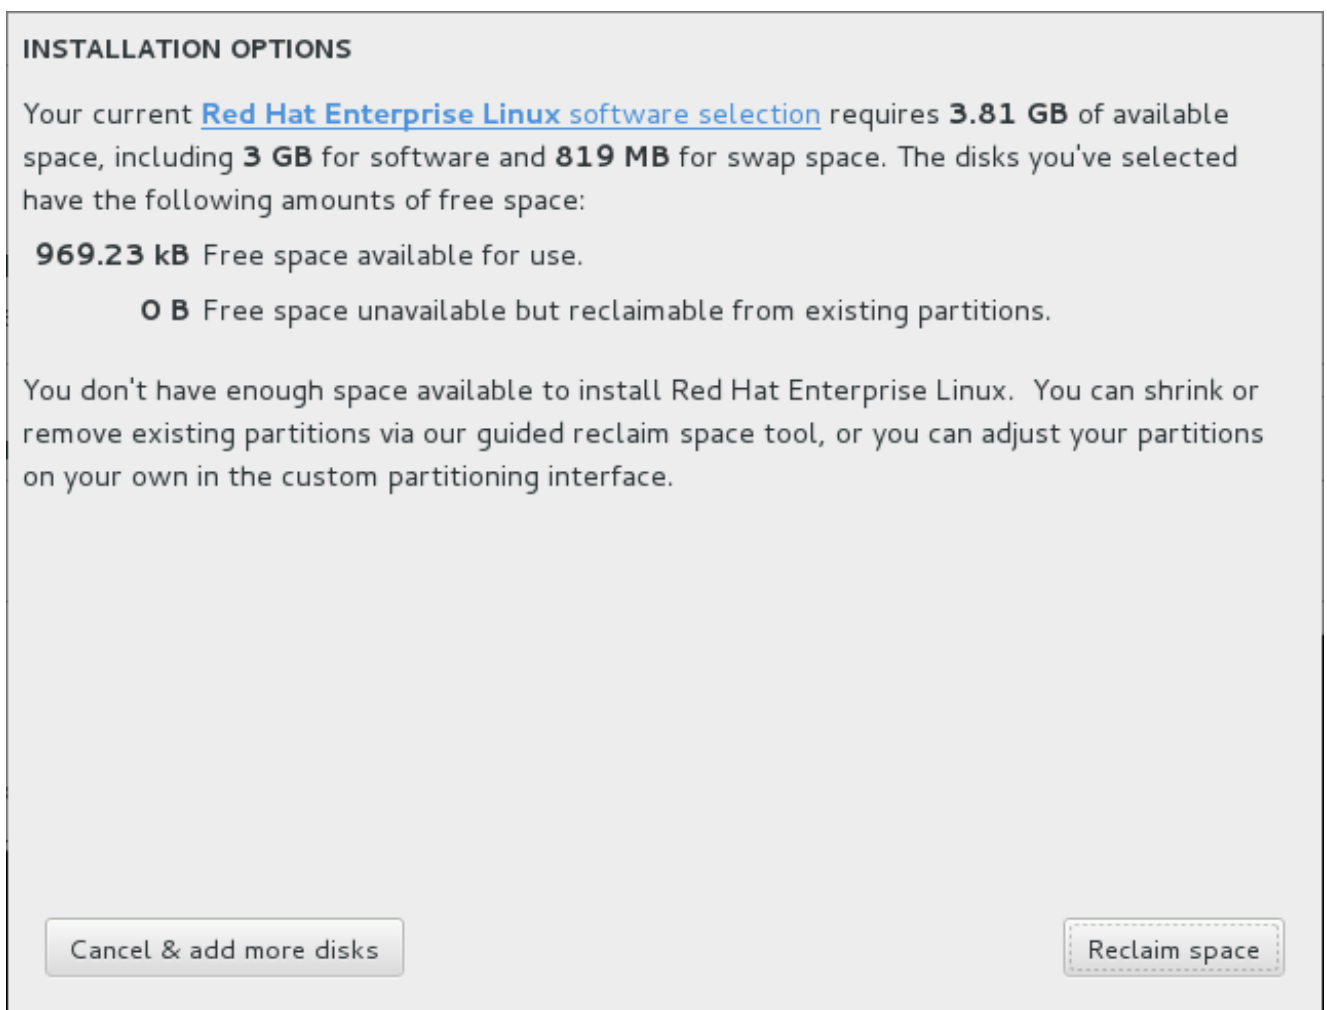 INSTALLATION OPTIONS
Your current Red Hat Enterprise Linux software selection requires 3.81 GB of available
space, including 3 GB for software and 819 MB for swap space. The disks you've selected
have the following amounts of free space:
969.23 kB Free space available for use.
0 B Free space unavailable but reclaimable from existing partitions.
You don't have enough space available to install Red Hat Enterprise Linux. You can shrink or
remove existing partitions via our guided reclaim space tool, or you can adjust your partitions
on your own in the custom partitioning interface.
Cancel & add more disks
Reclaim space